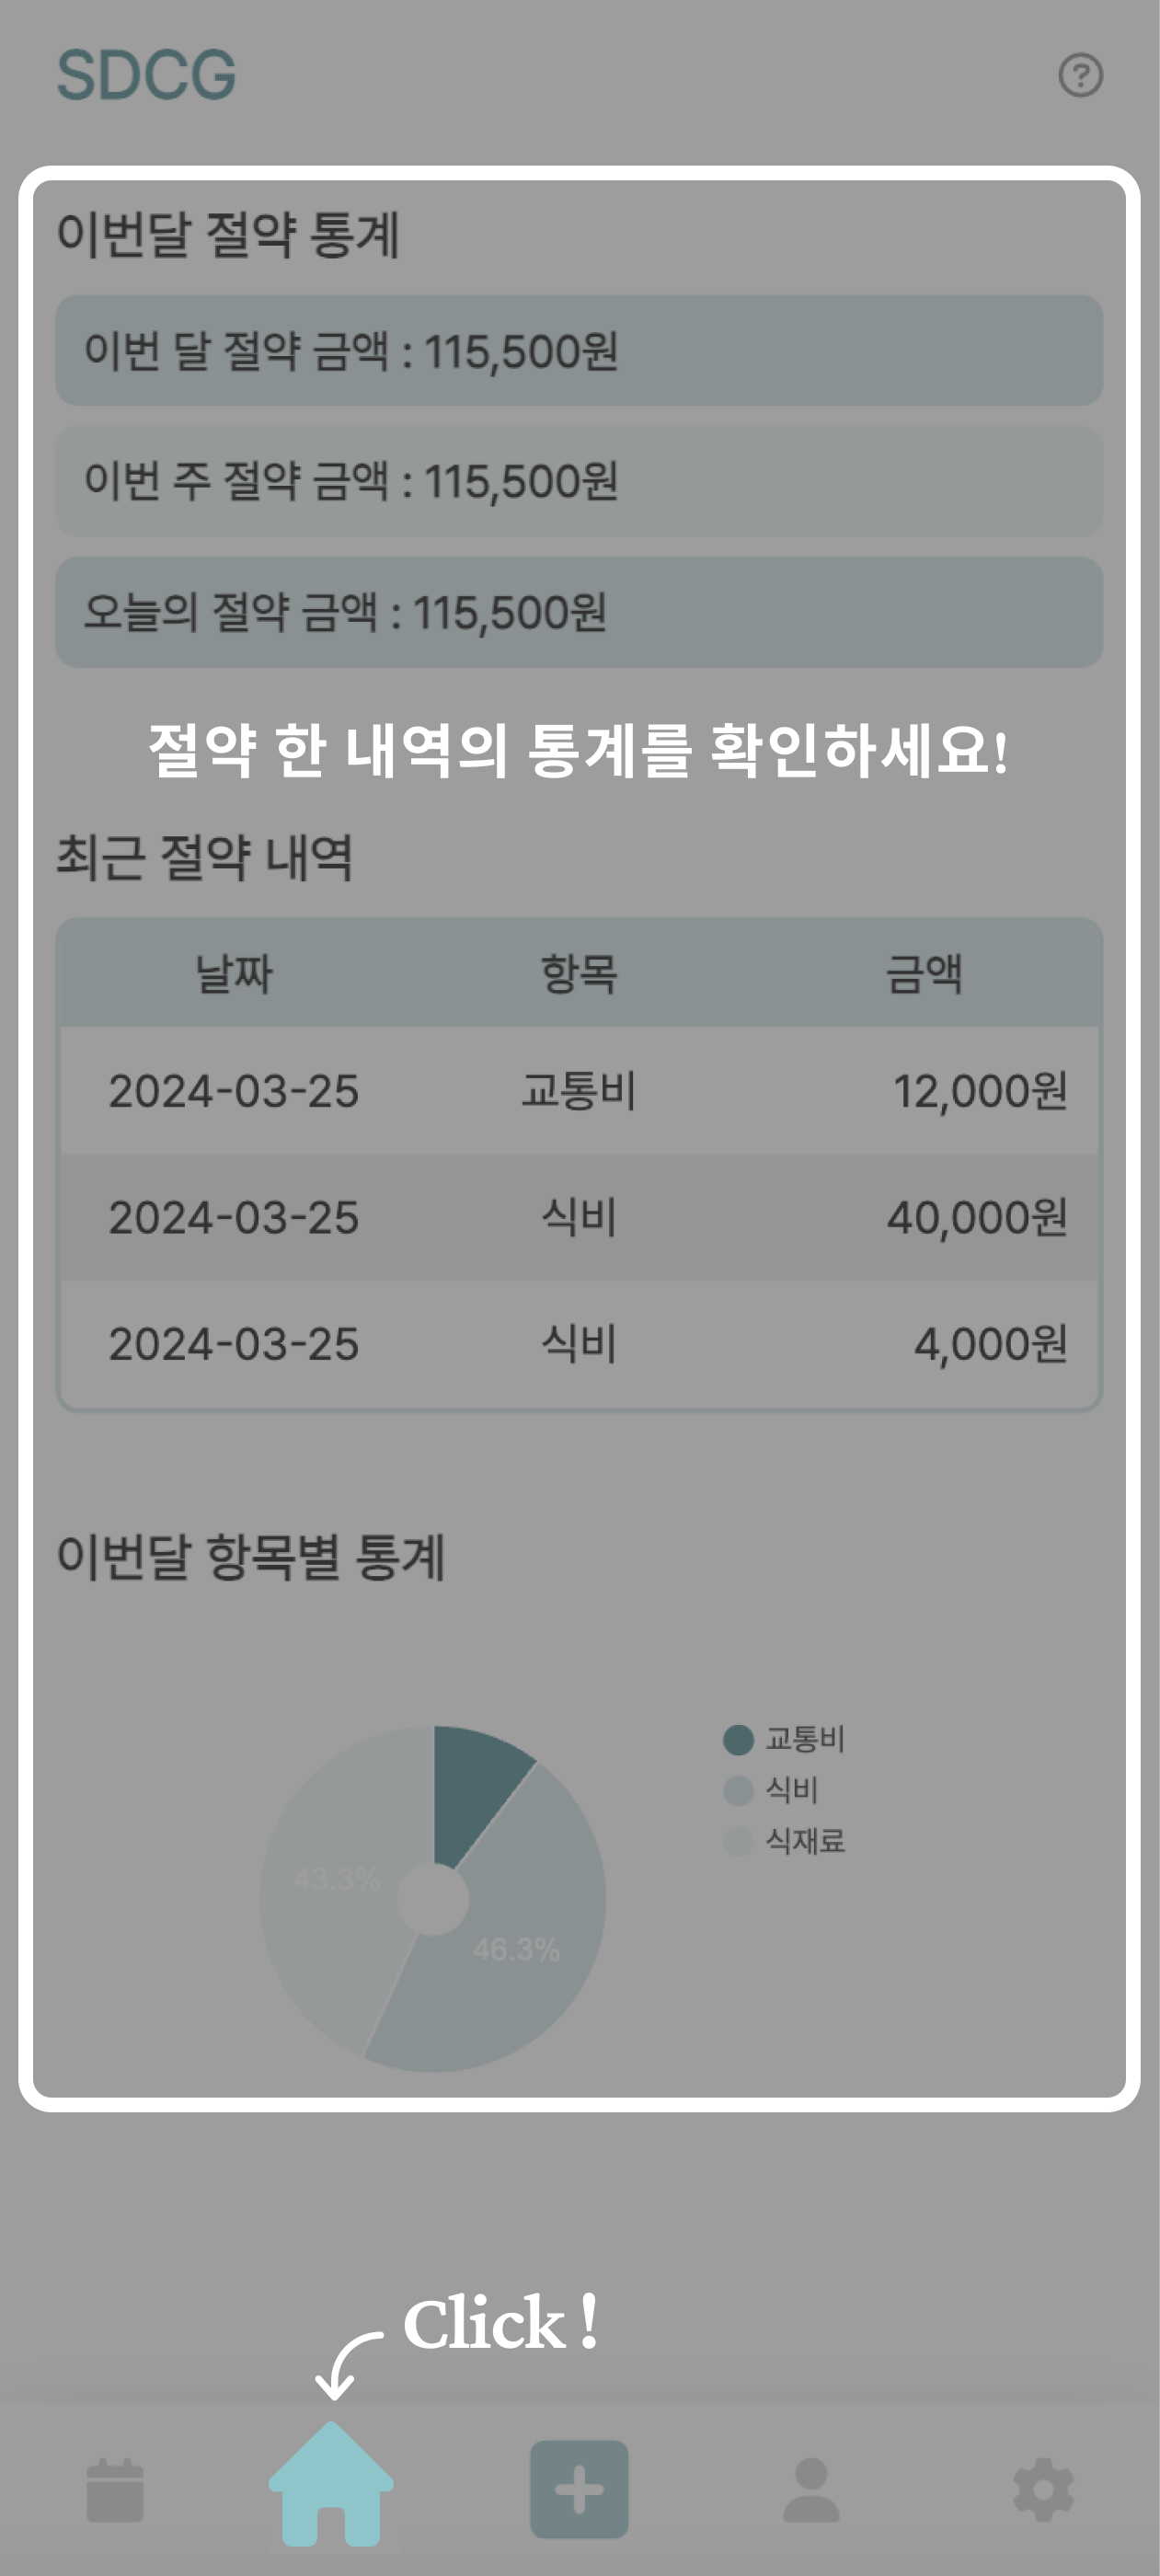 SDCG
이번달 절약 통계
이번 달 절약 금액 : 115,500원
이번 주 절약 금액 : 115,500원
오늘의 절약 금액 : 115,500원
절약 한 내역의 통계를 확인하세요!
최근 절약 내역
날짜 항목 금액
2024-03-25 교통비 12,000원
2024-03-25 식비 40,000원
2024-03-25 식비 4,000원
이번달 항목별 통계
교통비
식비
식재료
43.3%
46.3%
Click !